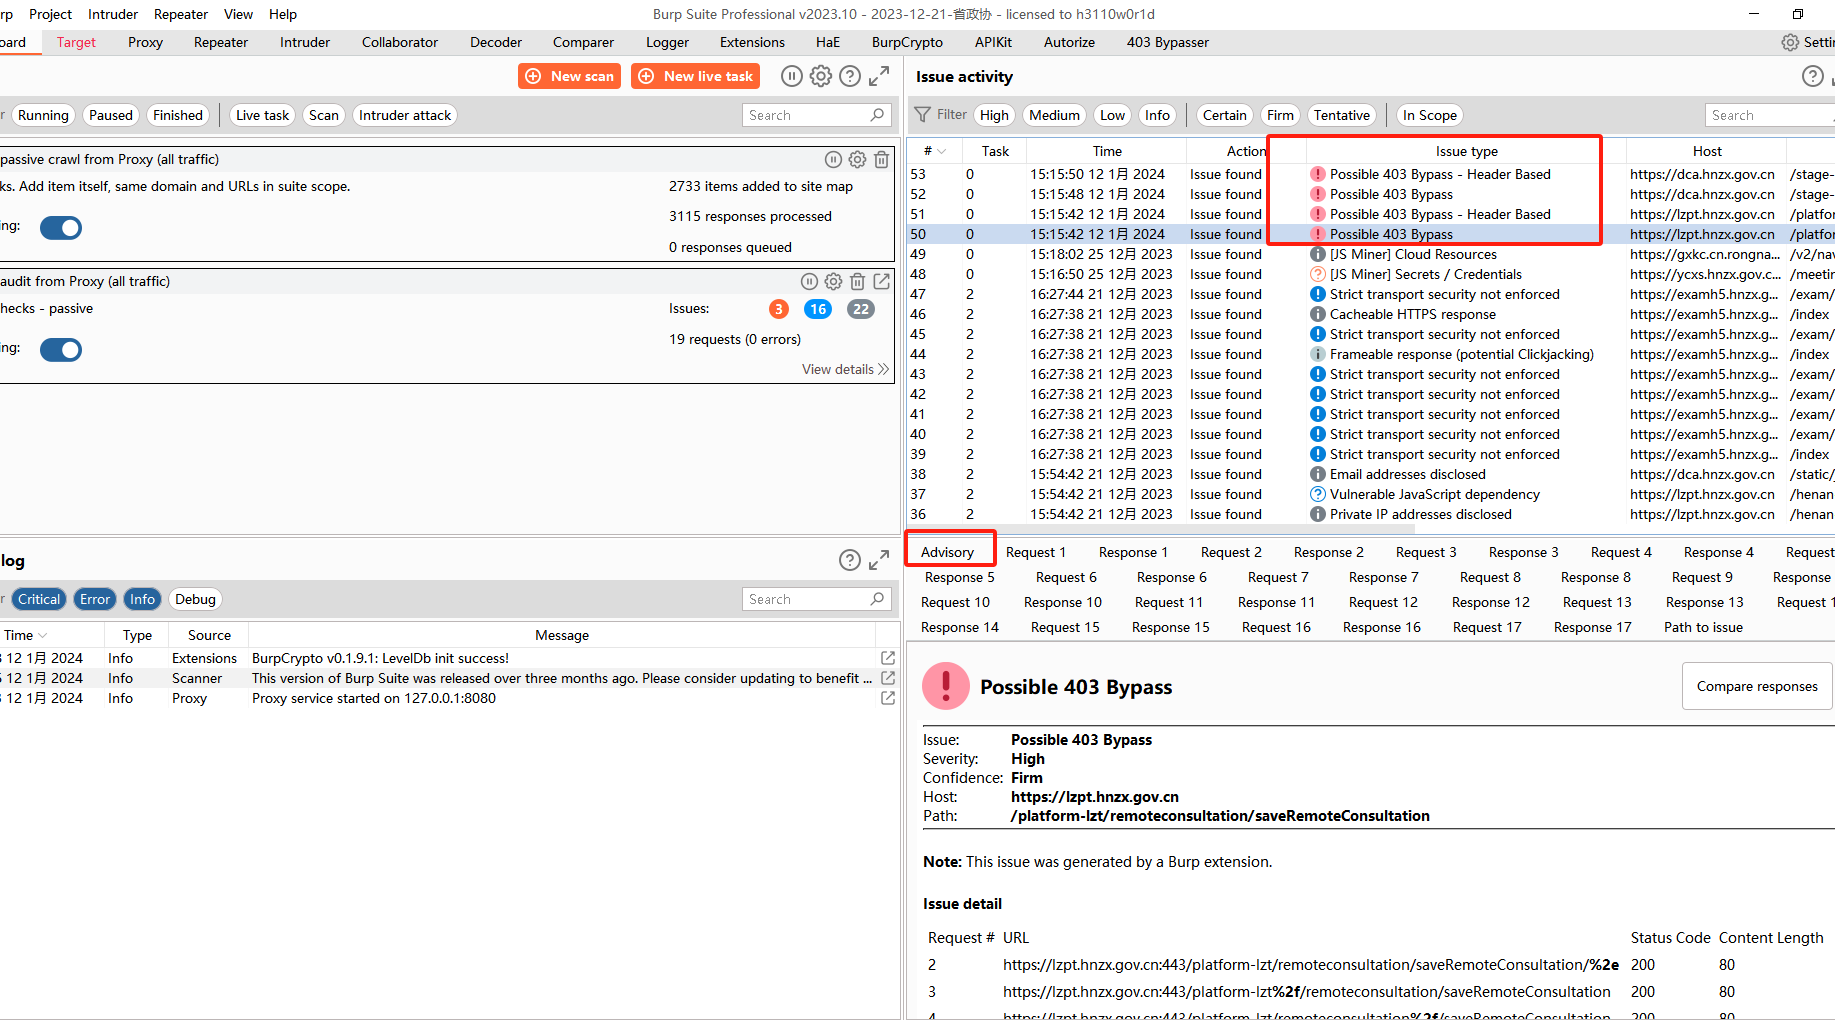 Project Intruder Repeater View Help
Burp Suite Professional v2023.10 - 2023-12-21-省政协 - licensed to h3110w0r1d
Target Proxy Repeater Intruder Collaborator Decoder Comparer Logger Extensions HaE BurpCrypto APIKit Autorize 403 Bypasser
New scan New live task
Running Paused Finished Live task Scan Intruder attack Search
passive crawl from Proxy (all traffic)
ks. Add item itself, same domain and URLs in suite scope.
2733 items added to site map
ng:
3115 responses processed
0 responses queued
audit from Proxy (all traffic)
hecks - passive
Issues: 3 16 22
ng:
19 requests (0 errors)
View details
log
Critical Error Info Debug Search
Time Type Source Message
12 1月 2024 Info Extensions BurpCrypto v0.1.9.1: LevelDb init success!
12 1月 2024 Info Scanner This version of Burp Suite was released over three months ago. Please consider updating to benefit ...
12 1月 2024 Info Proxy Proxy service started on 127.0.0.1:8080
Issue activity
Filter High Medium Low Info Certain Firm Tentative In Scope Search
# Task Time Action Issue type Host
53 0 15:15:50 12 1月 2024 Issue found Possible 403 Bypass - Header Based https://dca.hnzx.gov.cn /stage-
52 0 15:15:48 12 1月 2024 Issue found Possible 403 Bypass https://dca.hnzx.gov.cn /stage-
51 0 15:15:42 12 1月 2024 Issue found Possible 403 Bypass - Header Based https://lzpt.hnzx.gov.cn /platfor
50 0 15:15:42 12 1月 2024 Issue found Possible 403 Bypass https://lzpt.hnzx.gov.cn /platfor
49 0 15:18:02 25 12月 2023 Issue found [JS Miner] Cloud Resources https://gxkc.cn.rongna... /v2/nav
48 0 15:16:50 25 12月 2023 Issue found [JS Miner] Secrets / Credentials https://ycxs.hnzx.gov.c... /meetin
47 2 16:27:44 21 12月 2023 Issue found Strict transport security not enforced https://examh5.hnzx.g... /exam/
46 2 16:27:38 21 12月 2023 Issue found Cacheable HTTPS response https://examh5.hnzx.g... /index
45 2 16:27:38 21 12月 2023 Issue found Strict transport security not enforced https://examh5.hnzx.g... /exam/
44 2 16:27:38 21 12月 2023 Issue found Frameable response (potential Clickjacking) https://examh5.hnzx.g... /index
43 2 16:27:38 21 12月 2023 Issue found Strict transport security not enforced https://examh5.hnzx.g... /exam/
42 2 16:27:38 21 12月 2023 Issue found Strict transport security not enforced https://examh5.hnzx.g... /exam/
41 2 16:27:38 21 12月 2023 Issue found Strict transport security not enforced https://examh5.hnzx.g... /exam/
40 2 16:27:38 21 12月 2023 Issue found Strict transport security not enforced https://examh5.hnzx.g... /exam/
39 2 16:27:38 21 12月 2023 Issue found Strict transport security not enforced https://examh5.hnzx.g... /index
38 2 15:54:42 21 12月 2023 Issue found Email addresses disclosed https://dca.hnzx.gov.cn /static/
37 2 15:54:42 21 12月 2023 Issue found Vulnerable JavaScript dependency https://lzpt.hnzx.gov.cn /henan
36 2 15:54:42 21 12月 2023 Issue found Private IP addresses disclosed https://lzpt.hnzx.gov.cn /henan
Advisory Request 1 Response 1 Request 2 Response 2 Request 3 Response 3 Request 4 Response 4 Request
Response 5 Request 6 Response 6 Request 7 Response 7 Request 8 Response 8 Request 9 Response
Request 10 Response 10 Request 11 Response 11 Request 12 Response 12 Request 13 Response 13 Request 1
Response 14 Request 15 Response 15 Request 16 Response 16 Request 17 Response 17 Path to issue
Possible 403 Bypass
Compare responses
Issue: Possible 403 Bypass
Severity: High
Confidence: Firm
Host: https://lzpt.hnzx.gov.cn
Path: /platform-lzt/remoteconsultation/saveRemoteConsultation
Note: This issue was generated by a Burp extension.
Issue detail
Request # URL Status Code Content Length
2 https://lzpt.hnzx.gov.cn:443/platform-lzt/remoteconsultation/saveRemoteConsultation/%2e 200 80
3 https://lzpt.hnzx.gov.cn:443/platform-lzt%2f/remoteconsultation/saveRemoteConsultation 200 80
4 https://lzpt.hnzx.gov.cn:443/platform-lzt/remoteconsultation%2f/saveRemoteConsultation 200 80